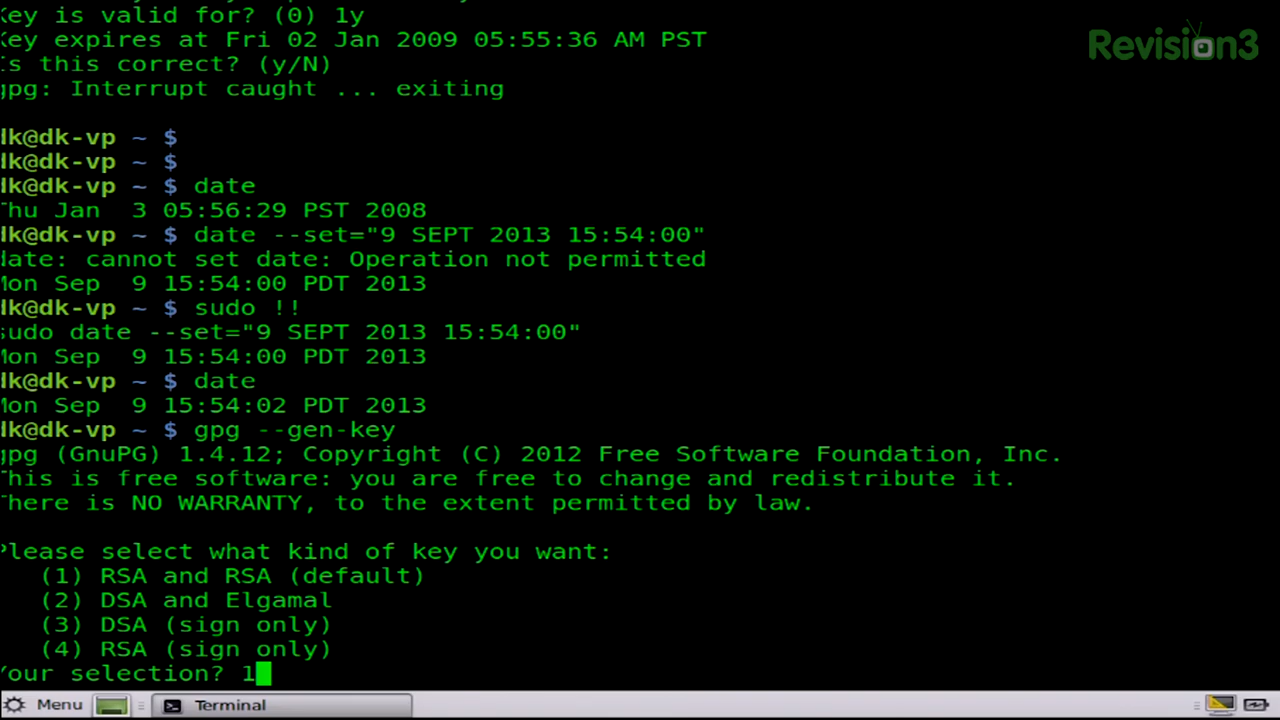 Key is valid for? (0) 1y
Key expires at Fri 02 Jan 2009 05:55:36 AM PST
Is this correct? (y/N)
gpg: Interrupt caught ... exiting
dk@dk-vp ~ $
dk@dk-vp ~ $
dk@dk-vp ~ $ date
Thu Jan  3 05:56:29 PST 2008
dk@dk-vp ~ $ date --set="9 SEPT 2013 15:54:00"
date: cannot set date: Operation not permitted
Mon Sep  9 15:54:00 PDT 2013
dk@dk-vp ~ $ sudo !!
sudo date --set="9 SEPT 2013 15:54:00"
Mon Sep  9 15:54:00 PDT 2013
dk@dk-vp ~ $ date
Mon Sep  9 15:54:02 PDT 2013
dk@dk-vp ~ $ gpg --gen-key
gpg (GnuPG) 1.4.12; Copyright (C) 2012 Free Software Foundation, Inc.
This is free software: you are free to change and redistribute it.
There is NO WARRANTY, to the extent permitted by law.
Please select what kind of key you want:
(1) RSA and RSA (default)
(2) DSA and Elgamal
(3) DSA (sign only)
(4) RSA (sign only)
Your selection? 1
Menu Terminal
Revision3